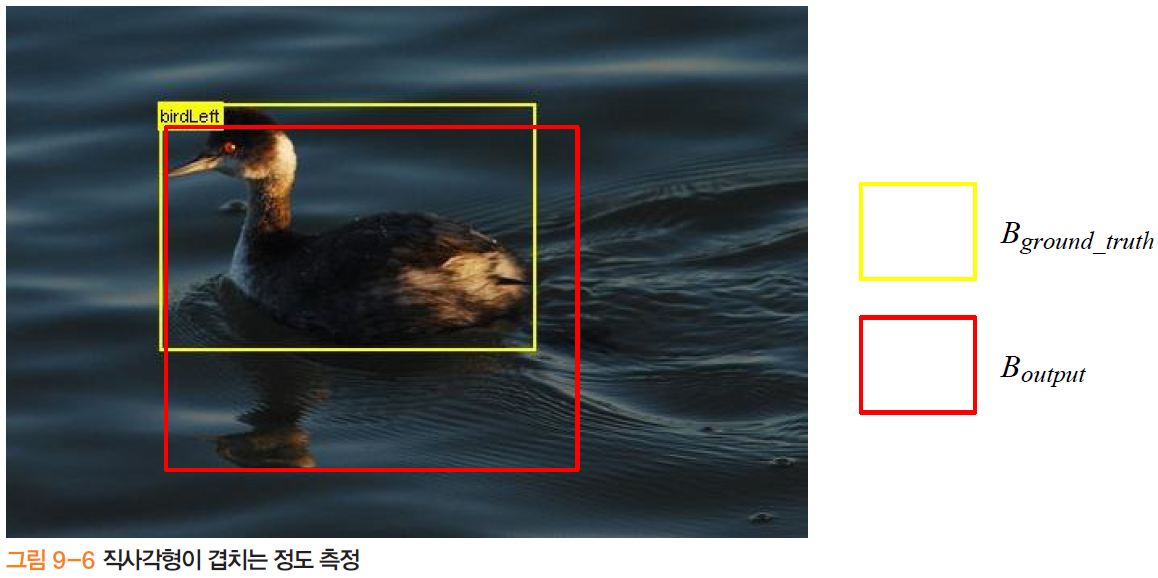 birdLeft
B_ground_truth
B_output
그림 9-6 직사각형이 겹치는 정도 측정